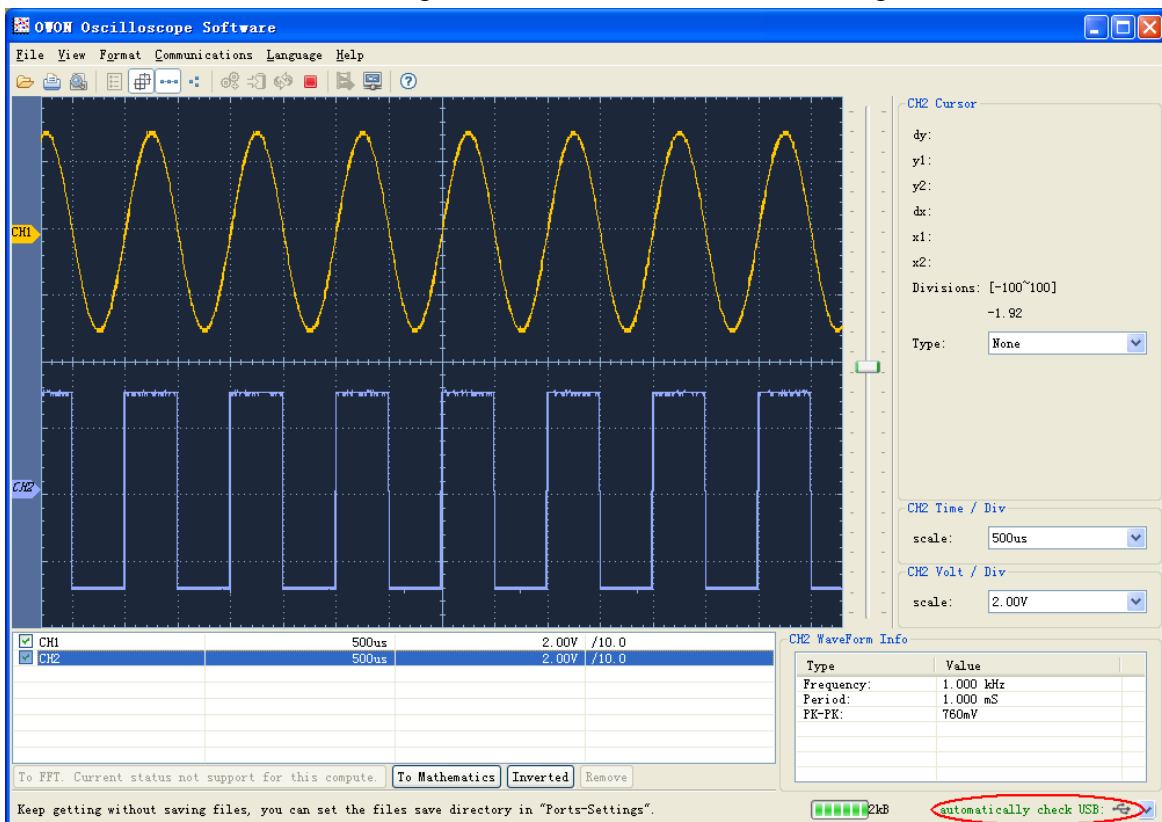 OWON Oscilloscope Software
File View Format Communications Language Help
CH1
CH2
CH2 Cursor
dy:
y1:
y2:
dx:
x1:
x2:
Divisions: [-100~100]
-1.92
Type: None
CH2 Time / Div
scale: 500us
CH2 Volt / Div
scale: 2.00V
CH1 500us 2.00V /10.0
CH2 500us 2.00V /10.0
CH2 WaveForm Info
Type Value
Frequency: 1.000 kHz
Period: 1.000 mS
PK-PK: 760mV
To FFT. Current status not support for this compute. To Mathematics Inverted Remove
Keep getting without saving files, you can set the files save directory in "Ports-Settings". 2kB automatically check USB: